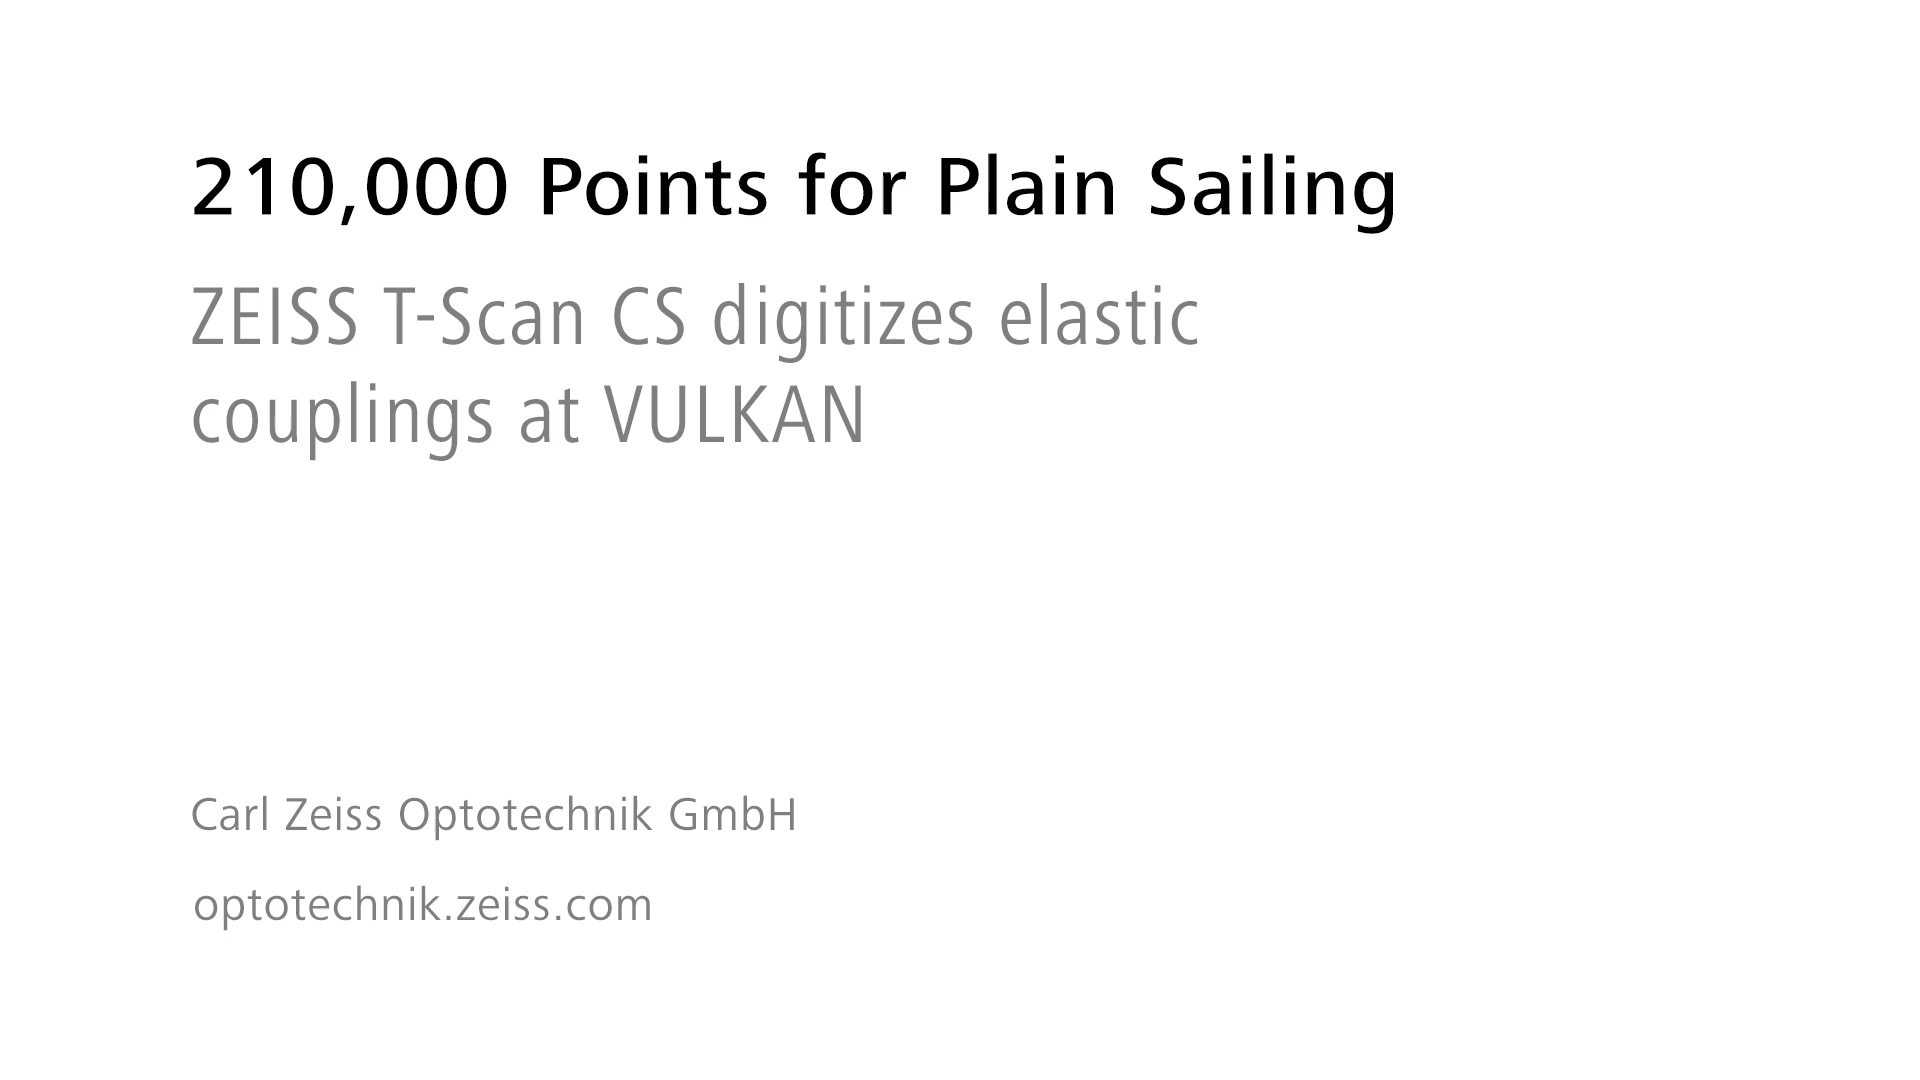 210,000 Points for Plain Sailing
ZEISS T-Scan CS digitizes elastic
couplings at VULKAN
Carl Zeiss Optotechnik GmbH
optotechnik.zeiss.com